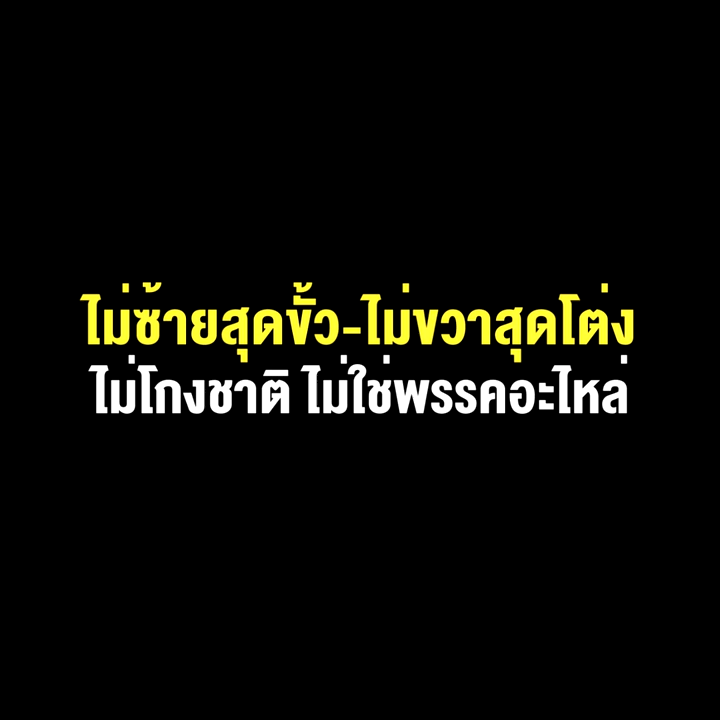 ไม่ซ้ายสุดขั้ว-ไม่ขวาสุดโต่ง
ไม่โกงชาติ ไม่ใช่พรรคอะไหล่